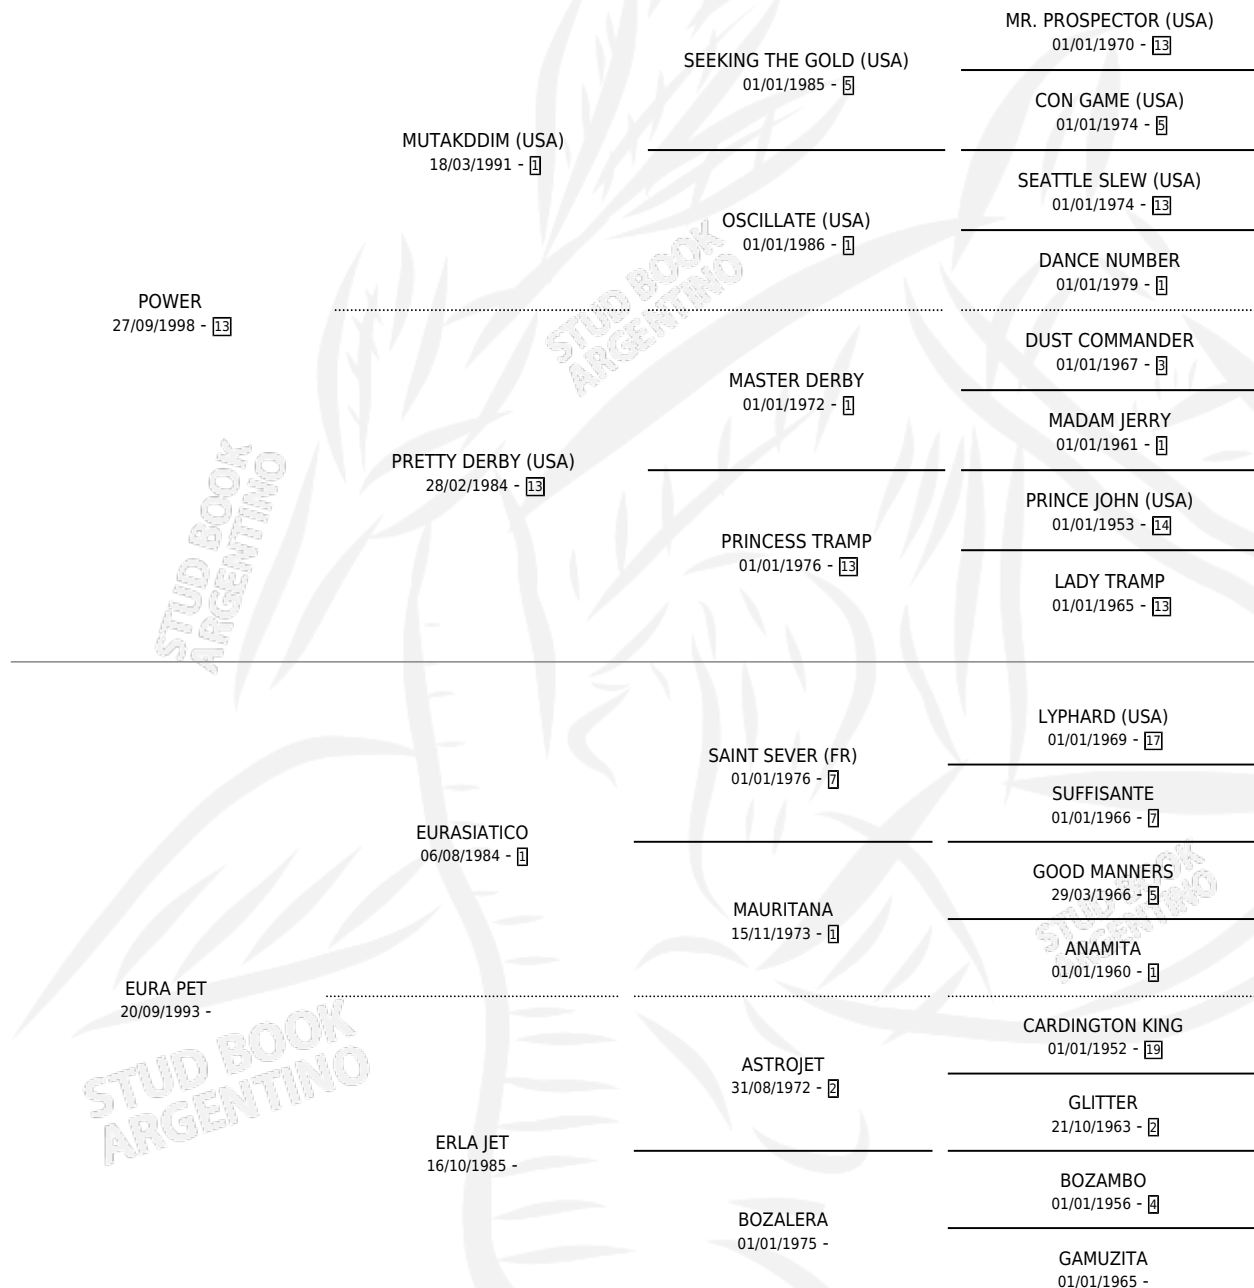 MR. PROSPECTOR (USA)
01/01/1970 - 13
SEEKING THE GOLD (USA)
01/01/1985 - 5
CON GAME (USA)
01/01/1974 - 5
MUTAKDDIM (USA)
18/03/1991 - 1
SEATTLE SLEW (USA)
01/01/1974 - 13
OSCILLATE (USA)
01/01/1986 - 1
DANCE NUMBER
01/01/1979 - 1
POWER
27/09/1998 - 13
STUD BOOK
ARGENTINO
DUST COMMANDER
01/01/1967 - 3
MASTER DERBY
01/01/1972 - 1
MADAM JERRY
01/01/1961 - 1
PRETTY DERBY (USA)
28/02/1984 - 13
PRINCE JOHN (USA)
01/01/1953 - 14
PRINCESS TRAMP
01/01/1976 - 13
LADY TRAMP
01/01/1965 - 13
STUD BOOK
ARGENTINO
LYPHARD (USA)
01/01/1969 - 17
SAINT SEVER (FR)
01/01/1976 - 7
SUFFISANTE
01/01/1966 - 7
EURASIATICO
06/08/1984 - 1
GOOD MANNERS
29/03/1966 - 5
MAURITANA
15/11/1973 - 1
ANAMITA
01/01/1960 - 1
STUD BOOK
ARGENTINO
EURA PET
20/09/1993 -
STUD BOOK
ARGENTINO
CARDINGTON KING
01/01/1952 - 19
ASTROJET
31/08/1972 - 2
GLITTER
21/10/1963 - 2
ERLA JET
16/10/1985 -
BOZAMBO
01/01/1956 - 4
BOZALERA
01/01/1975 -
GAMUZITA
01/01/1965 -